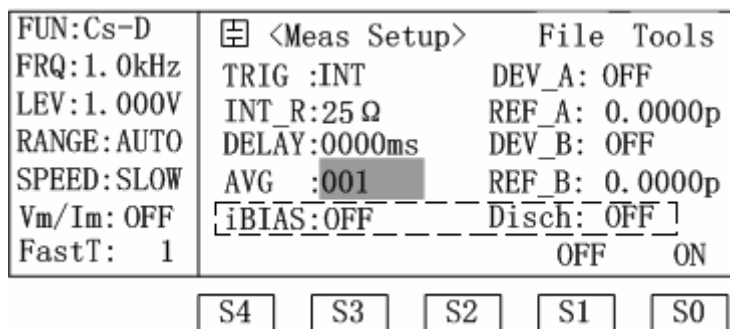 FUN:Cs-D
FRQ:1.0kHz
LEV:1.000V
RANGE:AUTO
SPEED:SLOW
Vm/Im:OFF
FastT: 1
主 <Meas Setup> File Tools
TRIG :INT DEV_A: OFF
INT_R:25Ω REF_A: 0.0000p
DELAY:0000ms DEV_B: OFF
AVG :001 REF_B: 0.0000p
iBIAS:OFF Disch: OFF
OFF ON
S4 S3 S2 S1 S0